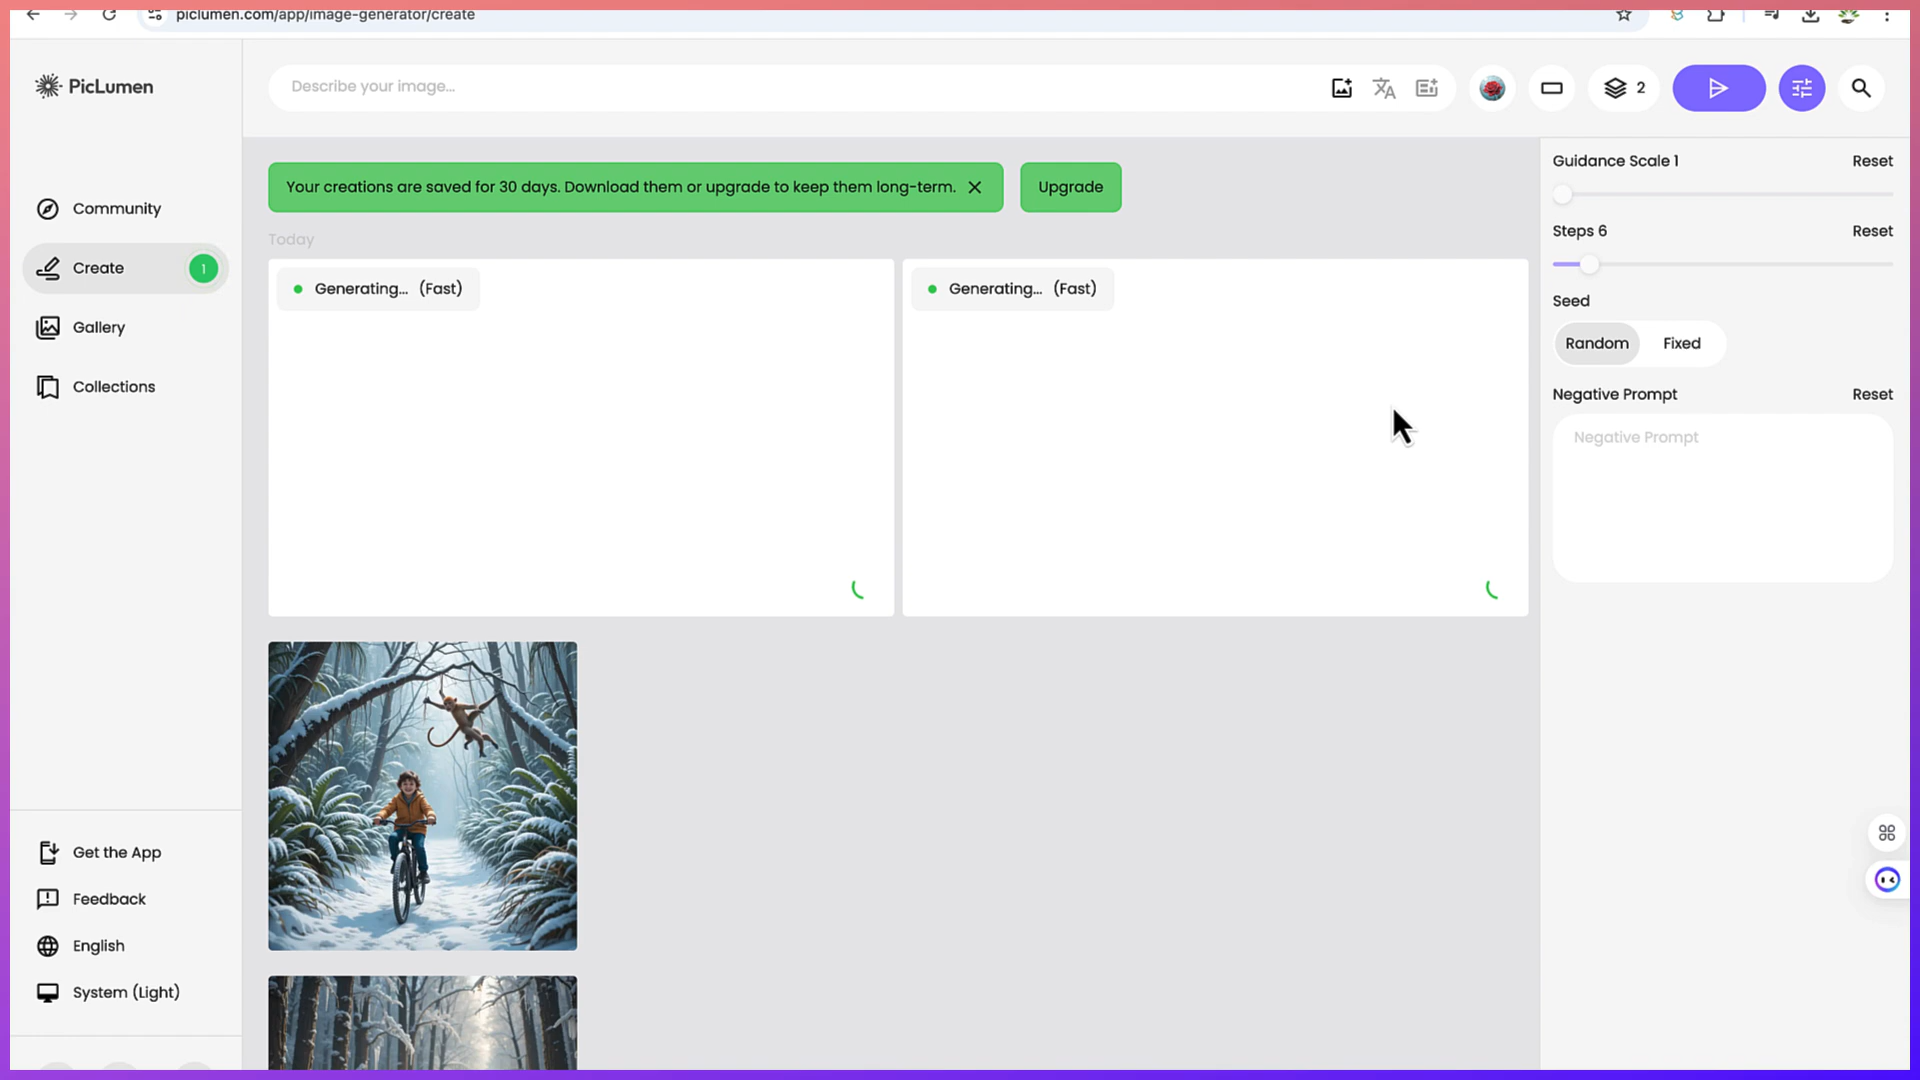 piclumen.com/app/image-generator/create
PicLumen
Describe your image...
2
Community
Create
1
Gallery
Collections
Get the App
Feedback
English
System (Light)
Your creations are saved for 30 days. Download them or upgrade to keep them long-term.
Upgrade
Today
Generating... (Fast)
Generating... (Fast)
Guidance Scale 1
Reset
Steps 6
Reset
Seed
Random
Fixed
Negative Prompt
Reset
Negative Prompt